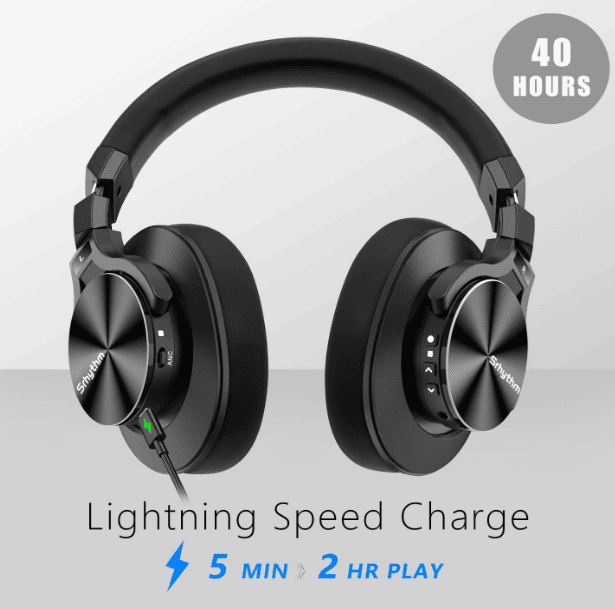 40
HOURS
L
R
ANC
Srhythm
Srhythm
Lightning Speed Charge
5 MIN 》 2 HR PLAY